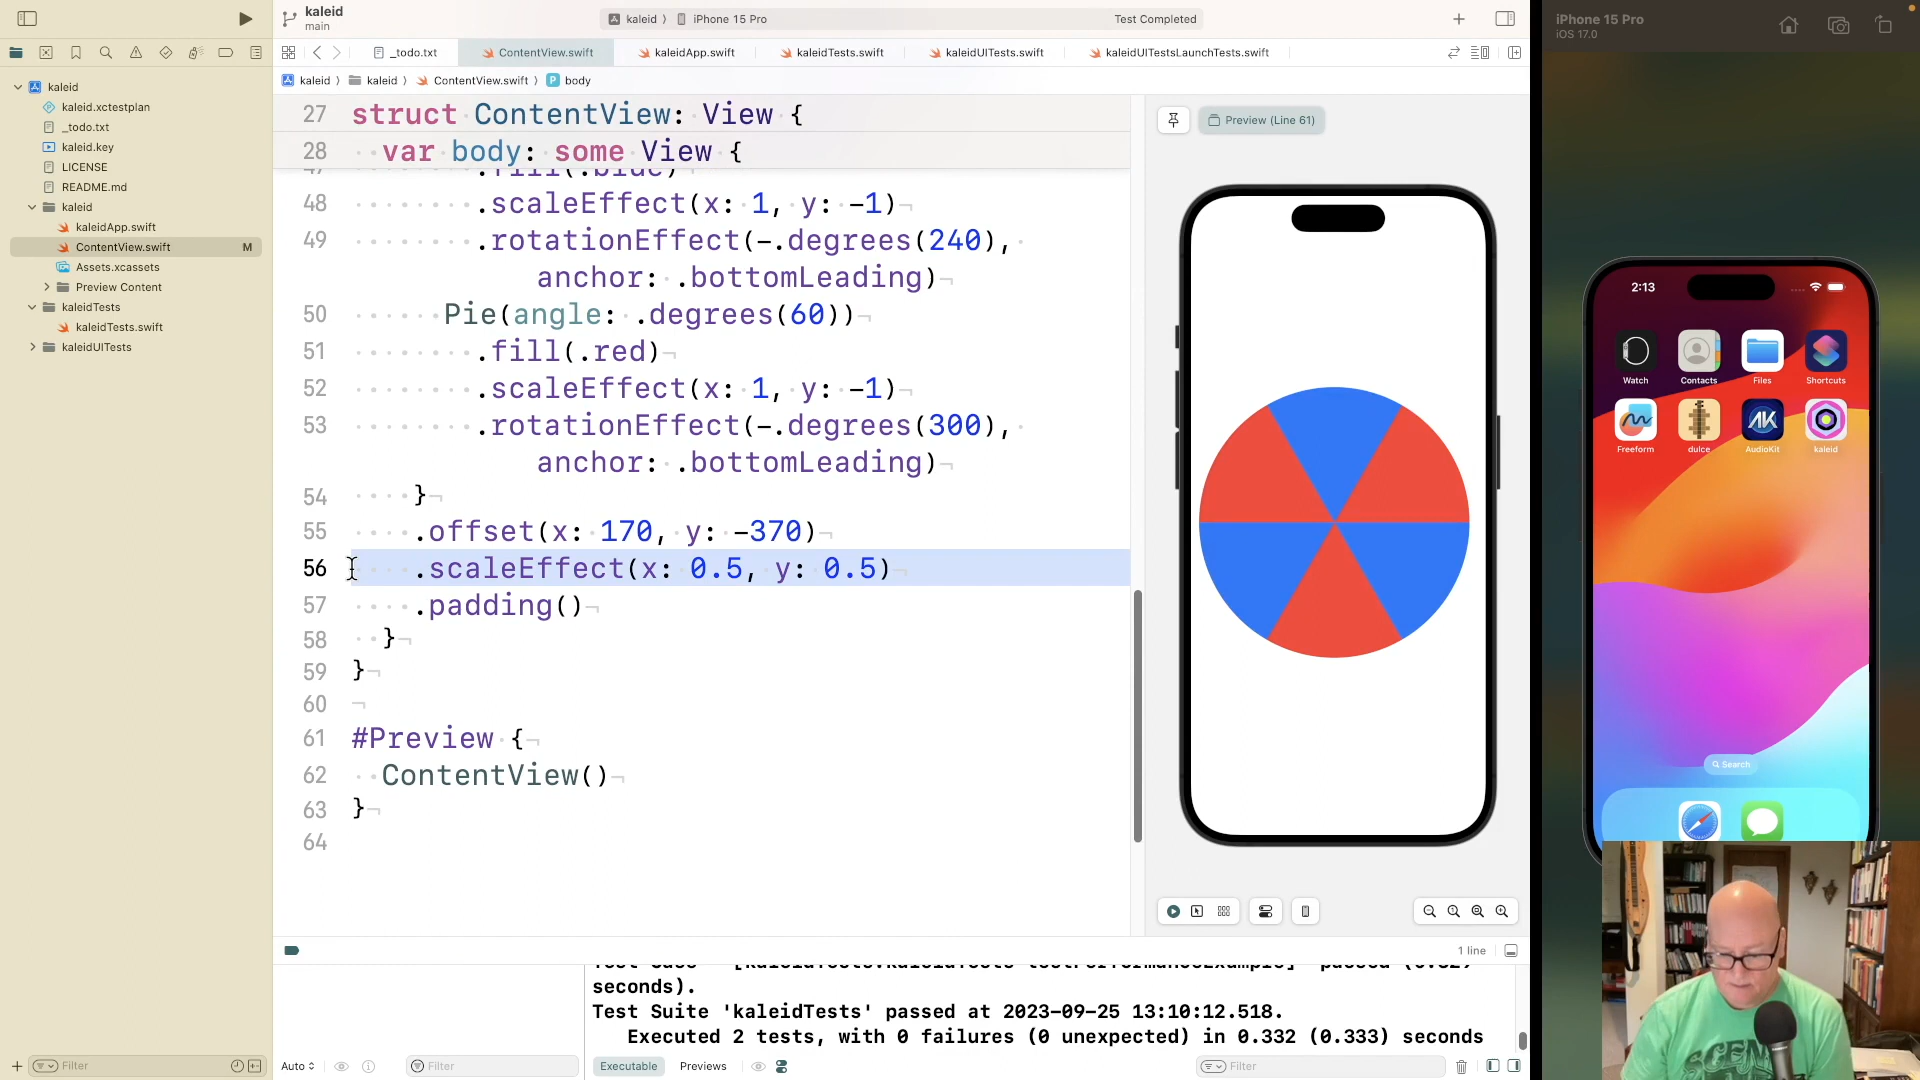 kaleid
main
kaleid
iPhone 15 Pro
Test Completed
iPhone 15 Pro
iOS 17.0
_todo.txt
ContentView.swift
kaleidApp.swift
kaleidTests.swift
kaleidUITests.swift
kaleidUITestsLaunchTests.swift
kaleid
kaleid
ContentView.swift
P
body
kaleid
kaleid.xctestplan
_todo.txt
kaleid.key
LICENSE
README.md
kaleid
kaleidApp.swift
ContentView.swift
M
Assets.xcassets
Preview Content
kaleidTests
kaleidTests.swift
kaleidUITests
27 struct ContentView: View {
28 var body: some View {
47 .fill(.blue)
48 .scaleEffect(x: 1, y: -1)
49 .rotationEffect(-.degrees(240),
anchor: .bottomLeading)
50 Pie(angle: .degrees(60))
51 .fill(.red)
52 .scaleEffect(x: 1, y: -1)
53 .rotationEffect(-.degrees(300),
anchor: .bottomLeading)
54 }
55 .offset(x: 170, y: -370)
56 .scaleEffect(x: 0.5, y: 0.5)
57 .padding()
58 }
59 }
60
61 #Preview {
62 ContentView()
63 }
64
Preview (Line 61)
2:13
Watch
Contacts
Files
Shortcuts
Freeform
dulce
AudioKit
kaleid
Search
1 line
seconds).
Test Suite 'kaleidTests' passed at 2023-09-25 13:10:12.518.
Executed 2 tests, with 0 failures (0 unexpected) in 0.332 (0.333) seconds
Filter
Auto
Filter
Executable
Previews
Filter